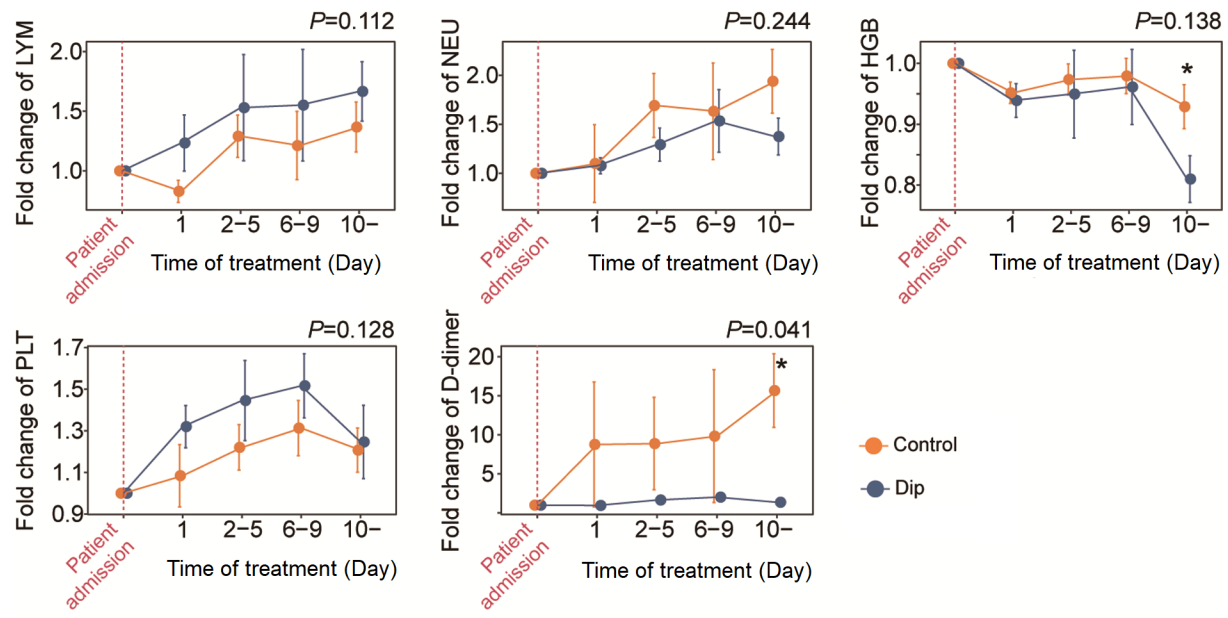 P=0.112
Fold change of LYM
2.0
1.5
1.0
1 2−5 6−9 10−
Patient
admission
Time of treatment (Day)
P=0.244
Fold change of NEU
2.0
1.5
1.0
1 2−5 6−9 10−
Patient
admission
Time of treatment (Day)
P=0.138
Fold change of HGB
1.0
0.9
0.8
*
1 2−5 6−9 10−
Patient
admission
Time of treatment (Day)
P=0.128
Fold change of PLT
1.7
1.5
1.3
1.1
0.9
1 2−5 6−9 10−
Patient
admission
Time of treatment (Day)
P=0.041
Fold change of D-dimer
20
15
10
5
*
1 2−5 6−9 10−
Patient
admission
Time of treatment (Day)
Control
Dip